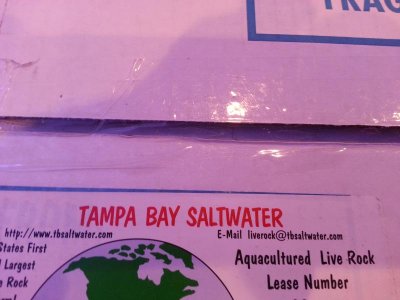 TAMPA BAY SALTWATER
http://www.tbsaltwater.com E-Mail liverock@tbsaltwater.com
States First
Largest
Rock
Aquacultured Live Rock
Lease Number